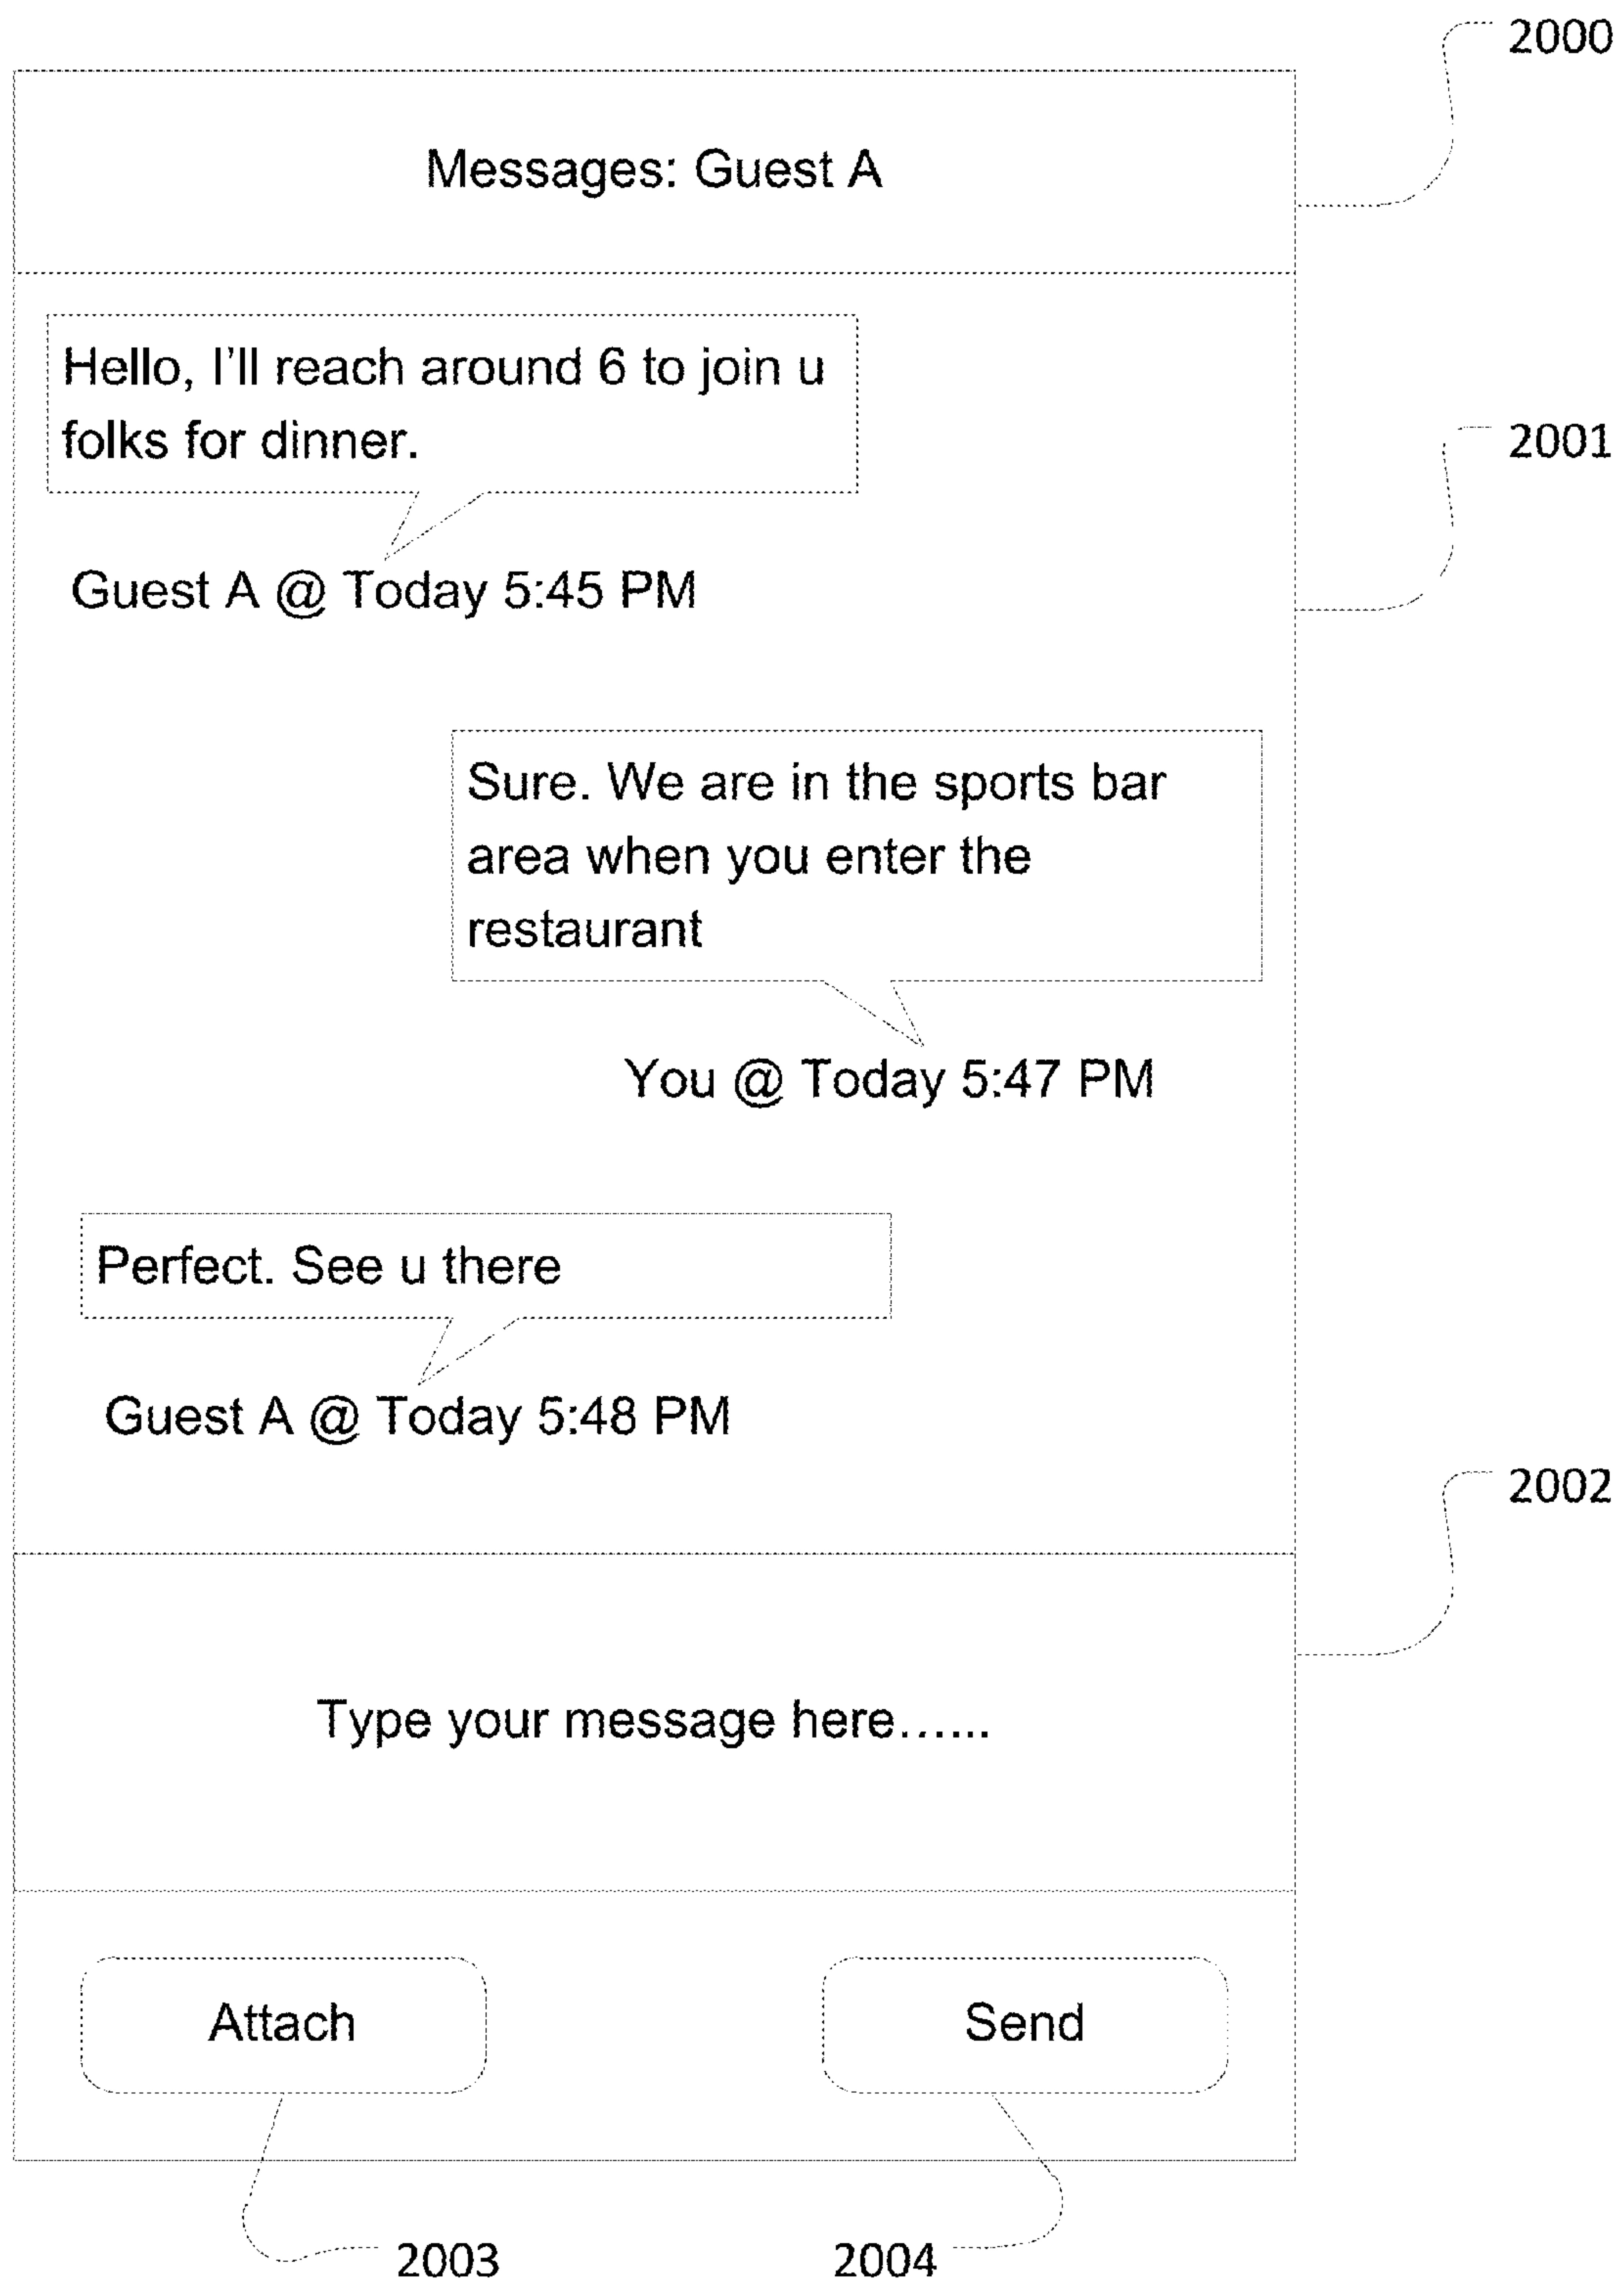 2000
Messages: Guest A
Hello, I'll reach around 6 to join u
folks for dinner.
2001
Guest A @ Today 5:45 PM
Sure. We are in the sports bar
area when you enter the
restaurant
You @ Today 5:47 PM
Perfect. See u there
Guest A @ Today 5:48 PM
2002
Type your message here…...
Attach
Send
2003
2004